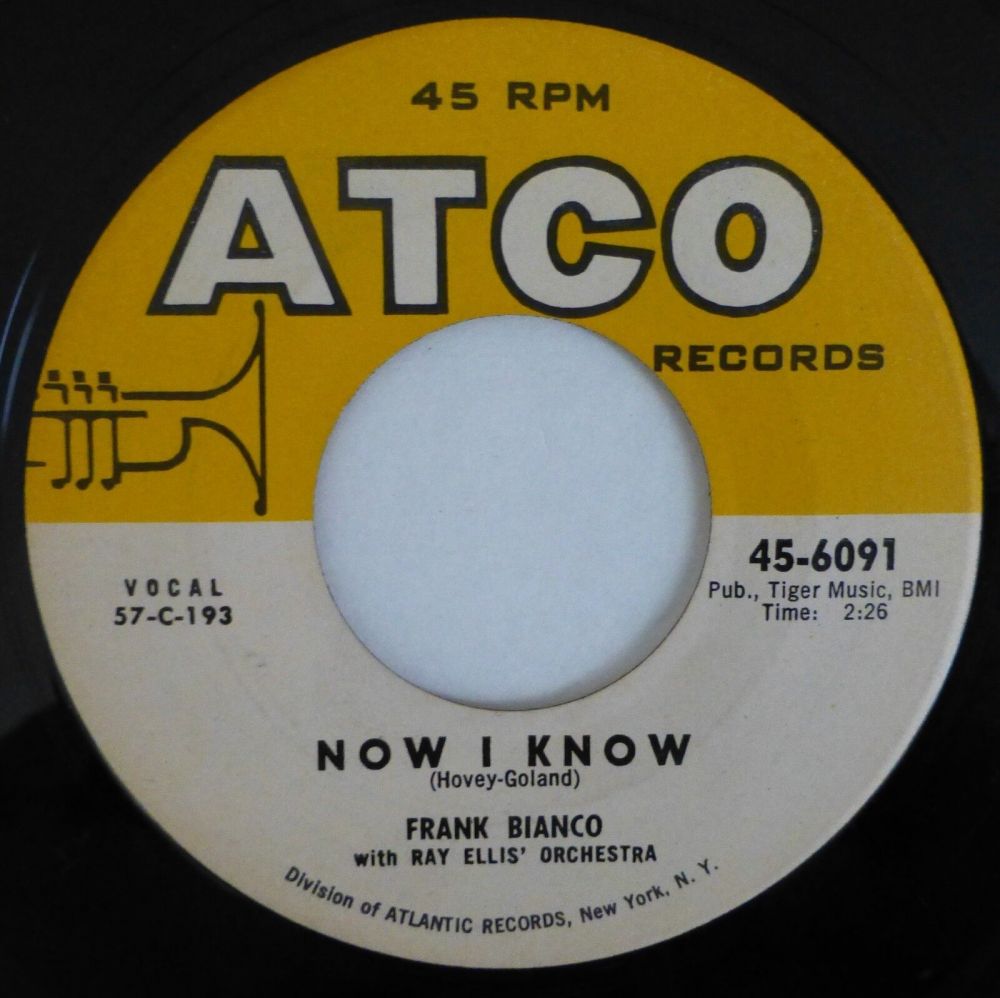 45 RPM
ATCO
RECORDS
VOCAL
57-C-193
45-6091
Pub., Tiger Music, BMI
Time: 2:26
NOW I KNOW
(Hovey-Goland)
FRANK BIANCO
with RAY ELLIS' ORCHESTRA
Division of ATLANTIC RECORDS, New York, N. Y.